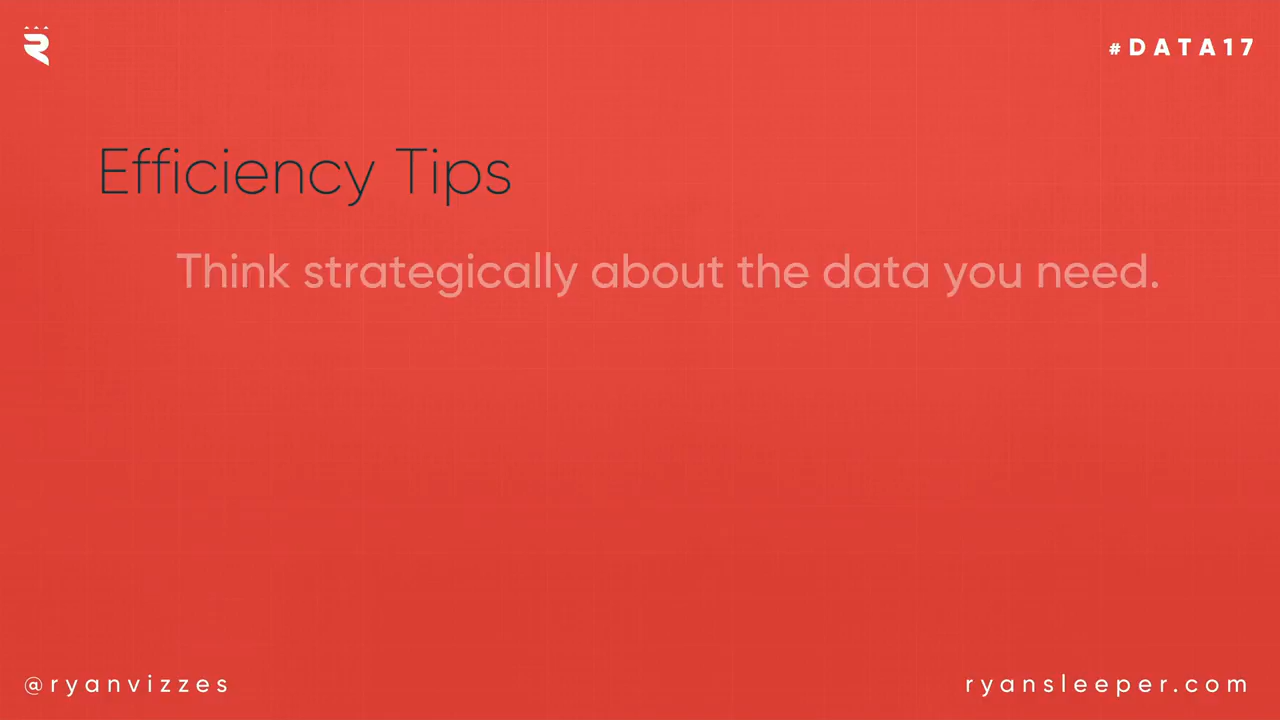 #DATA17
Efficiency Tips
Think strategically about the data you need.
@ryanvizzes
ryansleeper.com